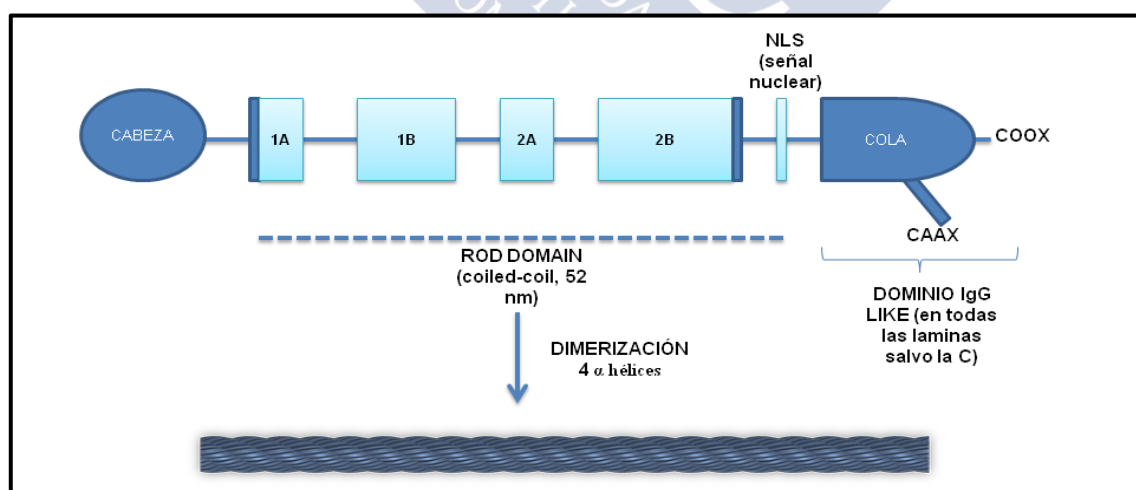 NLS
(señal
nuclear)
CABEZA
1A
1B
2A
2B
COLA
COOX
CAAX
ROD DOMAIN
(coiled-coil, 52
nm)
DOMINIO IgG
LIKE (en todas
las laminas
salvo la C)
DIMERIZACIÓN
4 α hélices